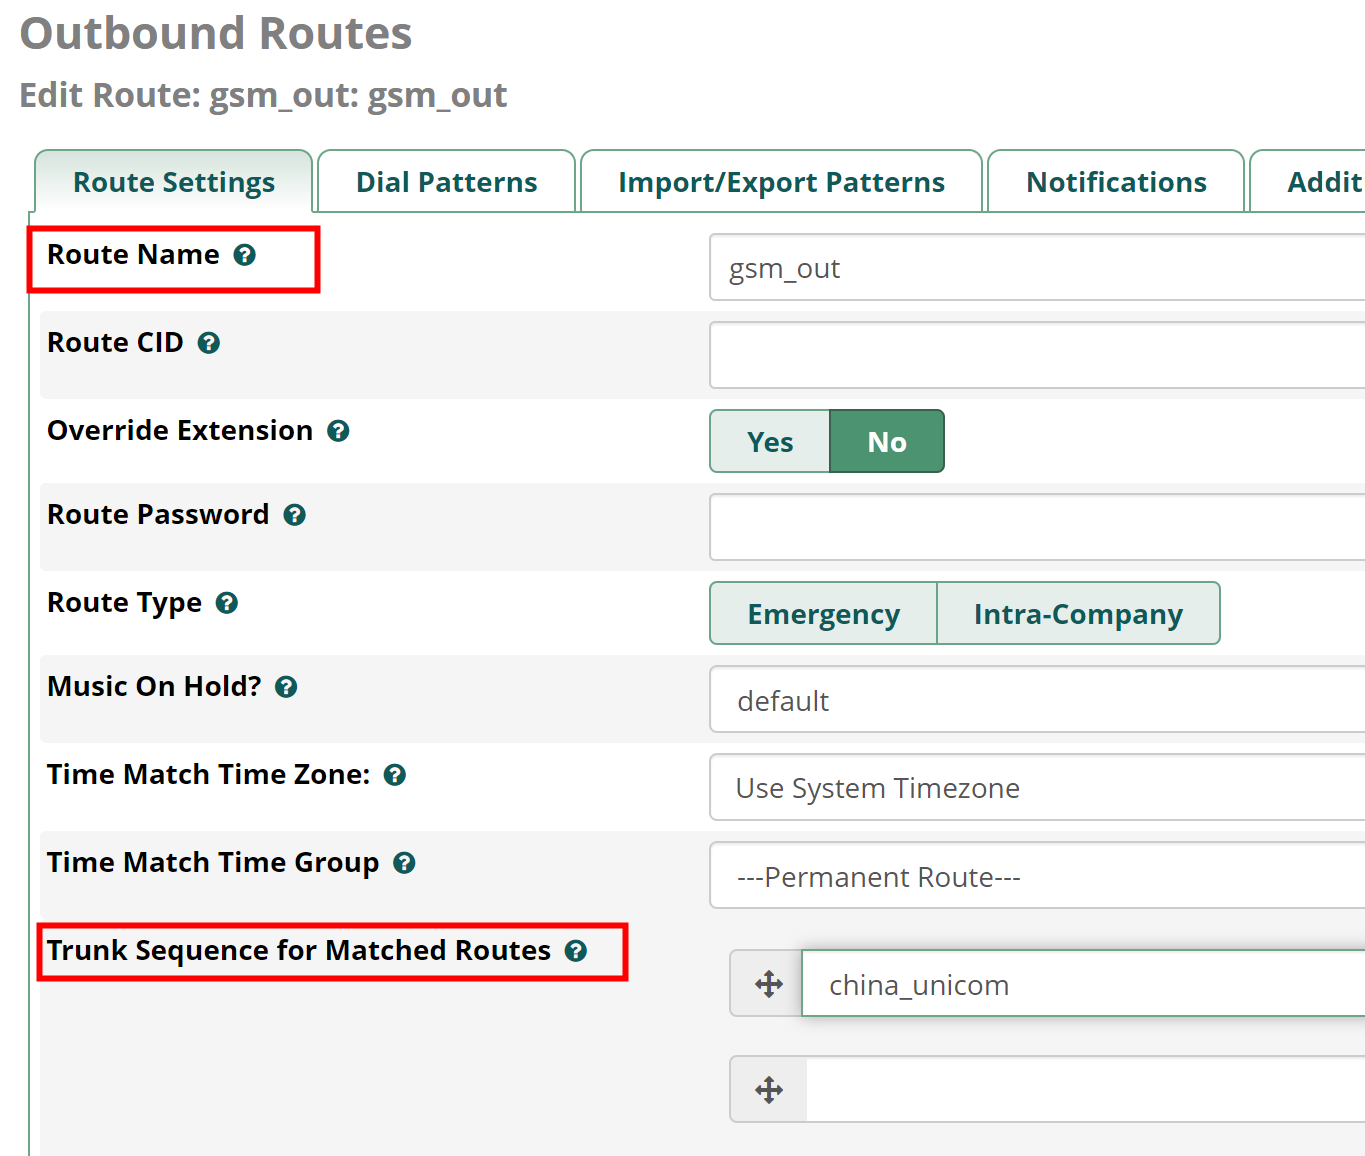 Outbound Routes
Edit Route: gsm_out: gsm_out
Route Settings Dial Patterns Import/Export Patterns Notifications Addit
Route Name ? gsm_out
Route CID ?
Override Extension ? Yes No
Route Password ?
Route Type ? Emergency Intra-Company
Music On Hold? ? default
Time Match Time Zone: ? Use System Timezone
Time Match Time Group ? ---Permanent Route---
Trunk Sequence for Matched Routes ? china_unicom